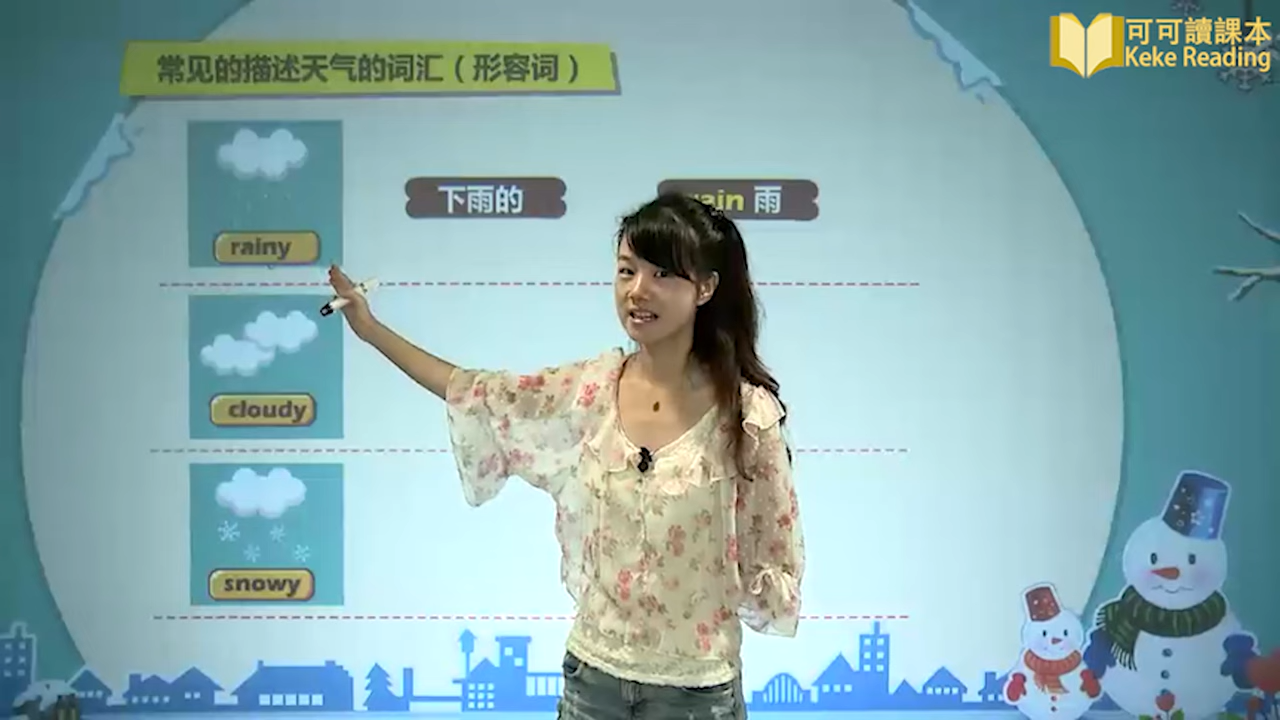 可可讀課本
Keke Reading
常见的描述天气的词汇（形容词）
rainy
下雨的
rain 雨
cloudy
snowy